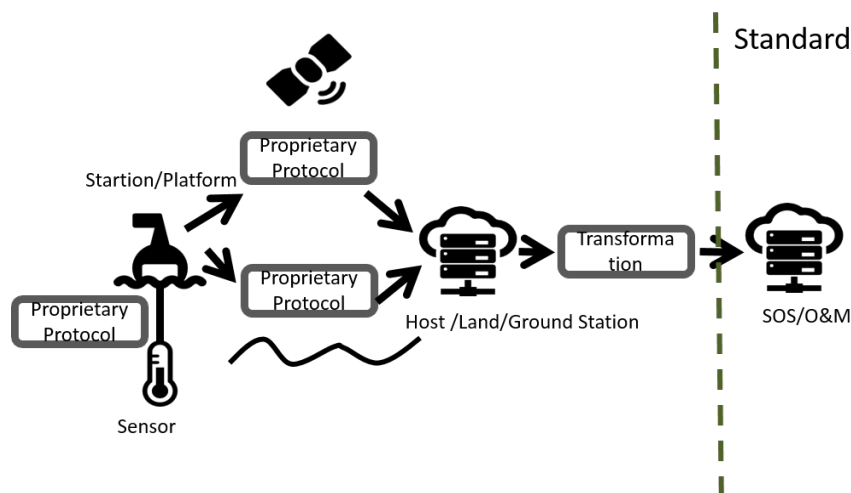 Standard
Proprietary
Protocol
Startion/Platform
Transforma
tion
Proprietary
Protocol
Proprietary
Protocol
Host /Land/Ground Station
SOS/O&M
Sensor